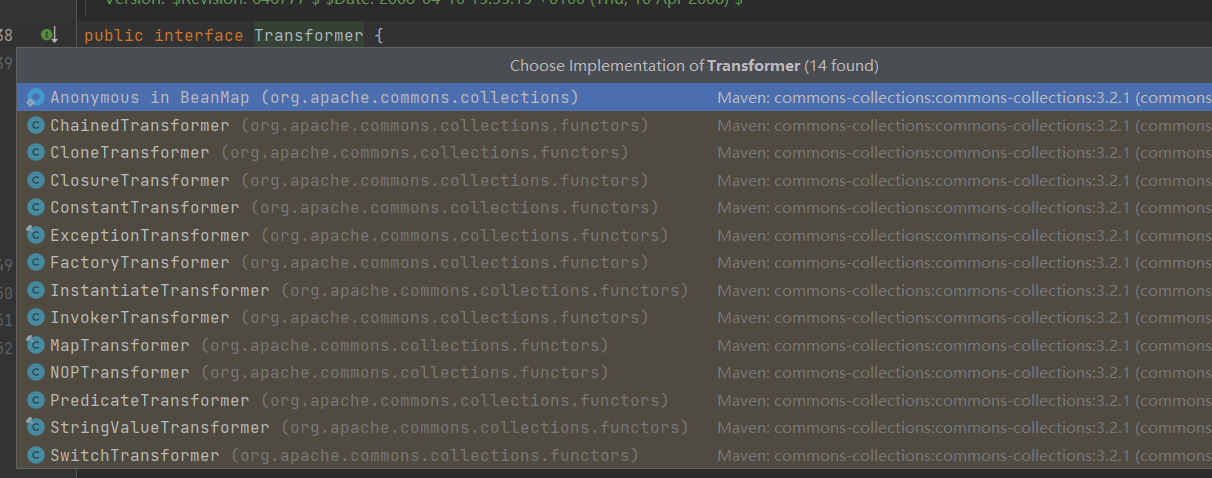 Version: $Revision: 646777 $ $Date: 2008-04-10 13:33:15 +0100 (Thu, 10 Apr 2008) $
38 public interface Transformer {
39
Choose Implementation of Transformer (14 found)
Anonymous in BeanMap (org.apache.commons.collections) Maven: commons-collections:commons-collections:3.2.1 (commons
ChainedTransformer (org.apache.commons.collections.functors) Maven: commons-collections:commons-collections:3.2.1 (commons
CloneTransformer (org.apache.commons.collections.functors) Maven: commons-collections:commons-collections:3.2.1 (commons
ClosureTransformer (org.apache.commons.collections.functors) Maven: commons-collections:commons-collections:3.2.1 (commons
ConstantTransformer (org.apache.commons.collections.functors) Maven: commons-collections:commons-collections:3.2.1 (commons
ExceptionTransformer (org.apache.commons.collections.functors) Maven: commons-collections:commons-collections:3.2.1 (commons
49 FactoryTransformer (org.apache.commons.collections.functors) Maven: commons-collections:commons-collections:3.2.1 (commons
50 InstantiateTransformer (org.apache.commons.collections.functors) Maven: commons-collections:commons-collections:3.2.1 (commons
51 InvokerTransformer (org.apache.commons.collections.functors) Maven: commons-collections:commons-collections:3.2.1 (commons
52 MapTransformer (org.apache.commons.collections.functors) Maven: commons-collections:commons-collections:3.2.1 (commons
NOPTransformer (org.apache.commons.collections.functors) Maven: commons-collections:commons-collections:3.2.1 (commons
PredicateTransformer (org.apache.commons.collections.functors) Maven: commons-collections:commons-collections:3.2.1 (commons
StringValueTransformer (org.apache.commons.collections.functors) Maven: commons-collections:commons-collections:3.2.1 (commons
SwitchTransformer (org.apache.commons.collections.functors) Maven: commons-collections:commons-collections:3.2.1 (commons